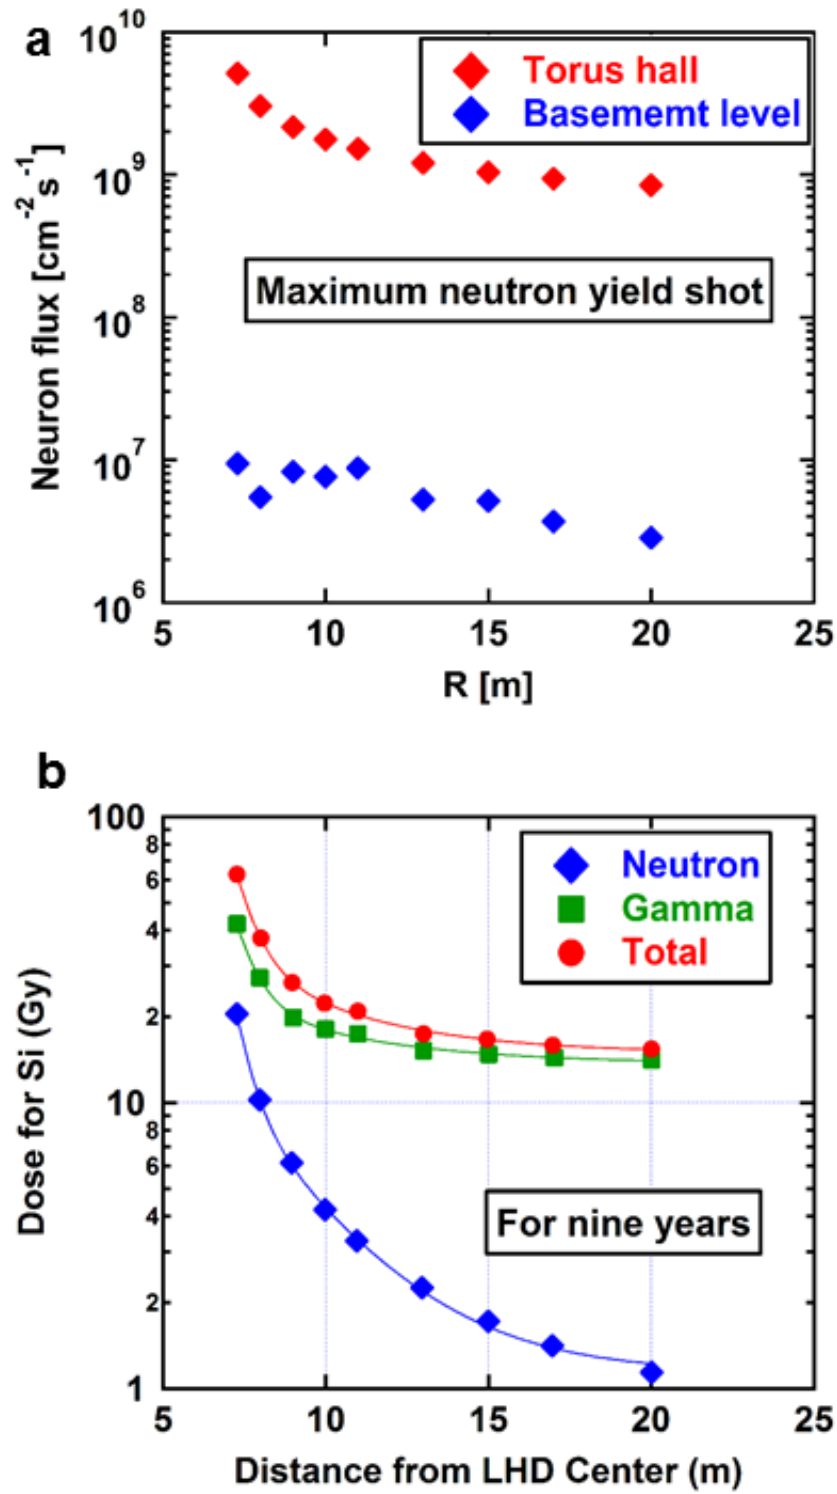 a
10^10
10^9
10^8
10^7
10^6
Neuron flux [cm^-2 s^-1]
Torus hall
Basememt level
Maximum neutron yield shot
5 10 15 20 25
R [m]
b
100
8
6
4
2
10
8
6
4
2
1
Dose for Si (Gy)
Neutron
Gamma
Total
For nine years
5 10 15 20 25
Distance from LHD Center (m)